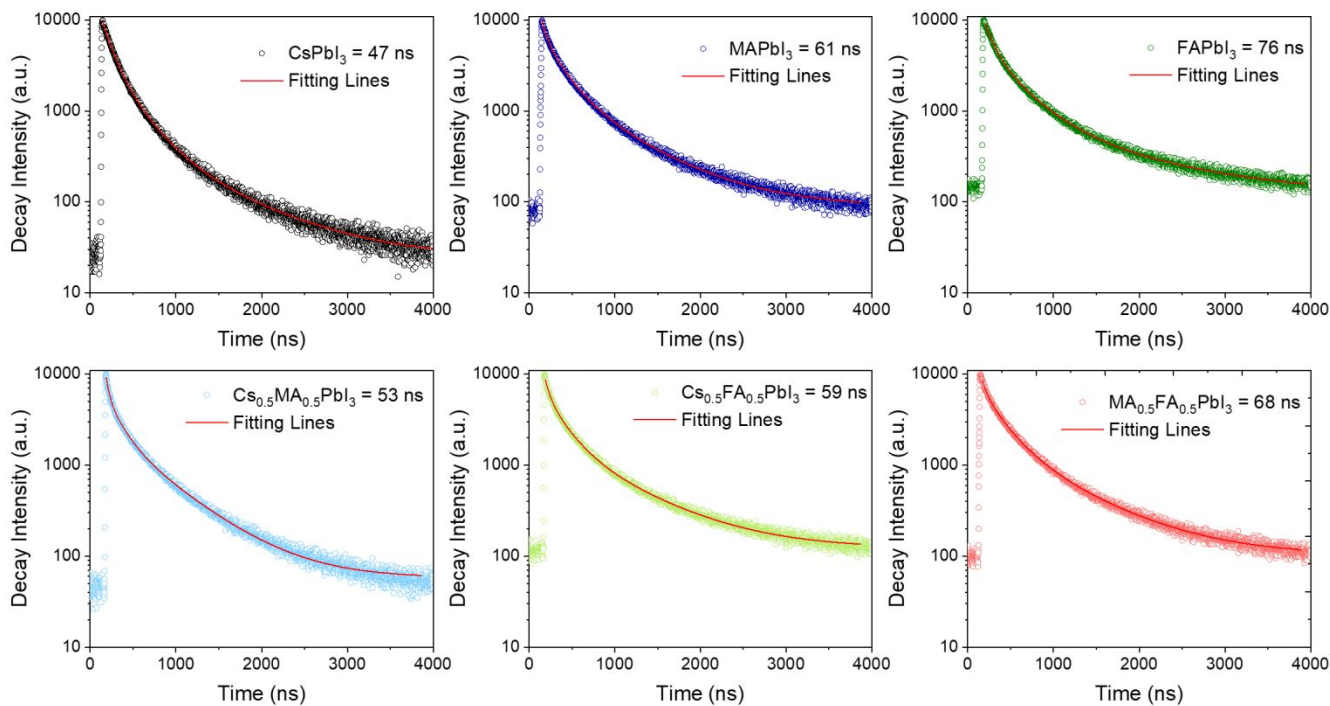 10000
1000
100
10
0 1000 2000 3000 4000
Decay Intensity (a.u.)
Time (ns)
CsPbI₃ = 47 ns
Fitting Lines
10000
1000
100
10
0 1000 2000 3000 4000
Decay Intensity (a.u.)
Time (ns)
MAPbI₃ = 61 ns
Fitting Lines
10000
1000
100
10
0 1000 2000 3000 4000
Decay Intensity (a.u.)
Time (ns)
FAPbI₃ = 76 ns
Fitting Lines
10000
1000
100
10
0 1000 2000 3000 4000
Decay Intensity (a.u.)
Time (ns)
Cs₀.₅MA₀.₅PbI₃ = 53 ns
Fitting Lines
10000
1000
100
10
0 1000 2000 3000 4000
Decay Intensity (a.u.)
Time (ns)
Cs₀.₅FA₀.₅PbI₃ = 59 ns
Fitting Lines
10000
1000
100
10
0 1000 2000 3000 4000
Decay Intensity (a.u.)
Time (ns)
MA₀.₅FA₀.₅PbI₃ = 68 ns
Fitting Lines